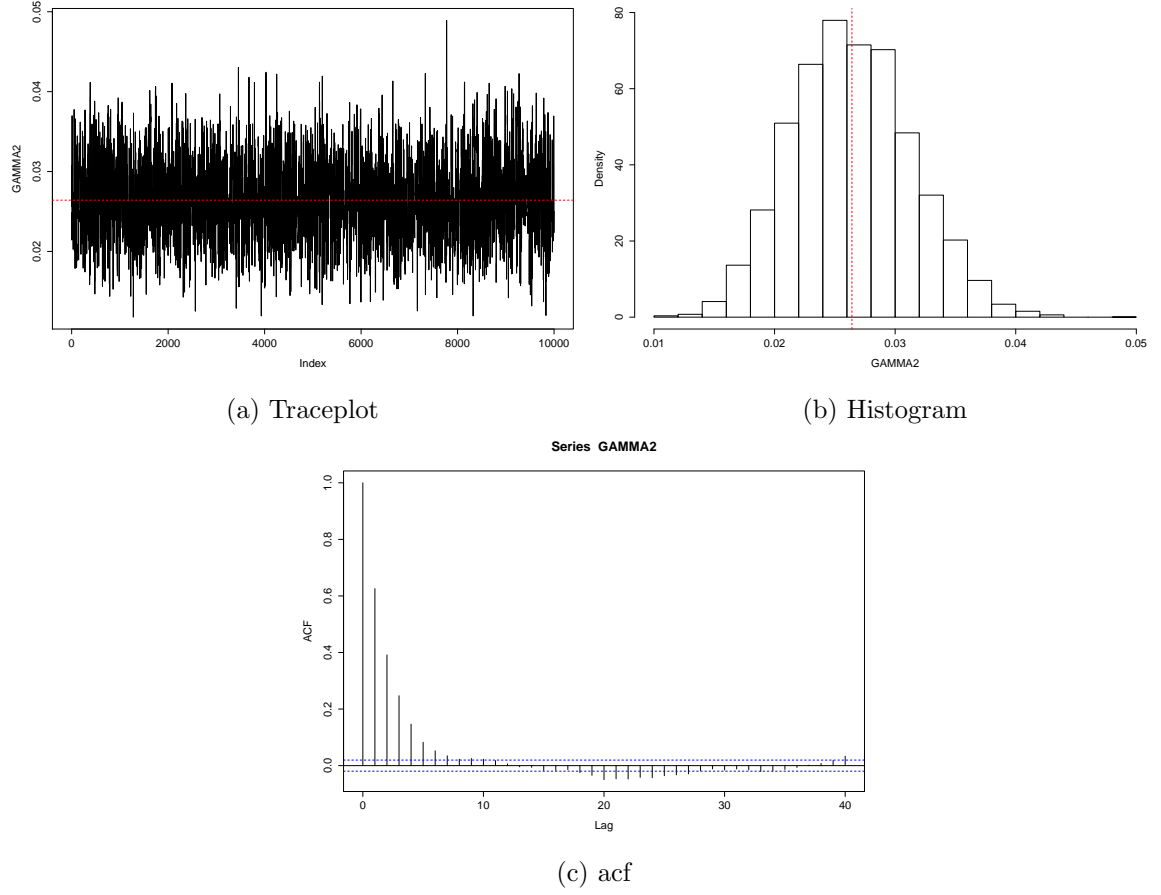 0.05
0.04
0.03
0.02
GAMMA2
0 2000 4000 6000 8000 10000
Index
(a) Traceplot
80
60
40
20
0
Density
0.01 0.02 0.03 0.04 0.05
GAMMA2
(b) Histogram
Series GAMMA2
1.0
0.8
0.6
0.4
0.2
0.0
ACF
0 10 20 30 40
Lag
(c) acf